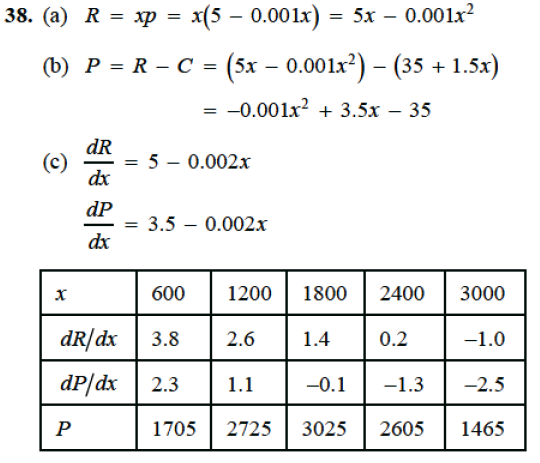 38. (a) R = xp = x(5 − 0.001x) = 5x − 0.001x²
(b) P = R − C = (5x − 0.001x²) − (35 + 1.5x)
= −0.001x² + 3.5x − 35
(c) dR/dx = 5 − 0.002x
dP/dx = 3.5 − 0.002x
x 600 1200 1800 2400 3000
dR/dx 3.8 2.6 1.4 0.2 −1.0
dP/dx 2.3 1.1 −0.1 −1.3 −2.5
P 1705 2725 3025 2605 1465